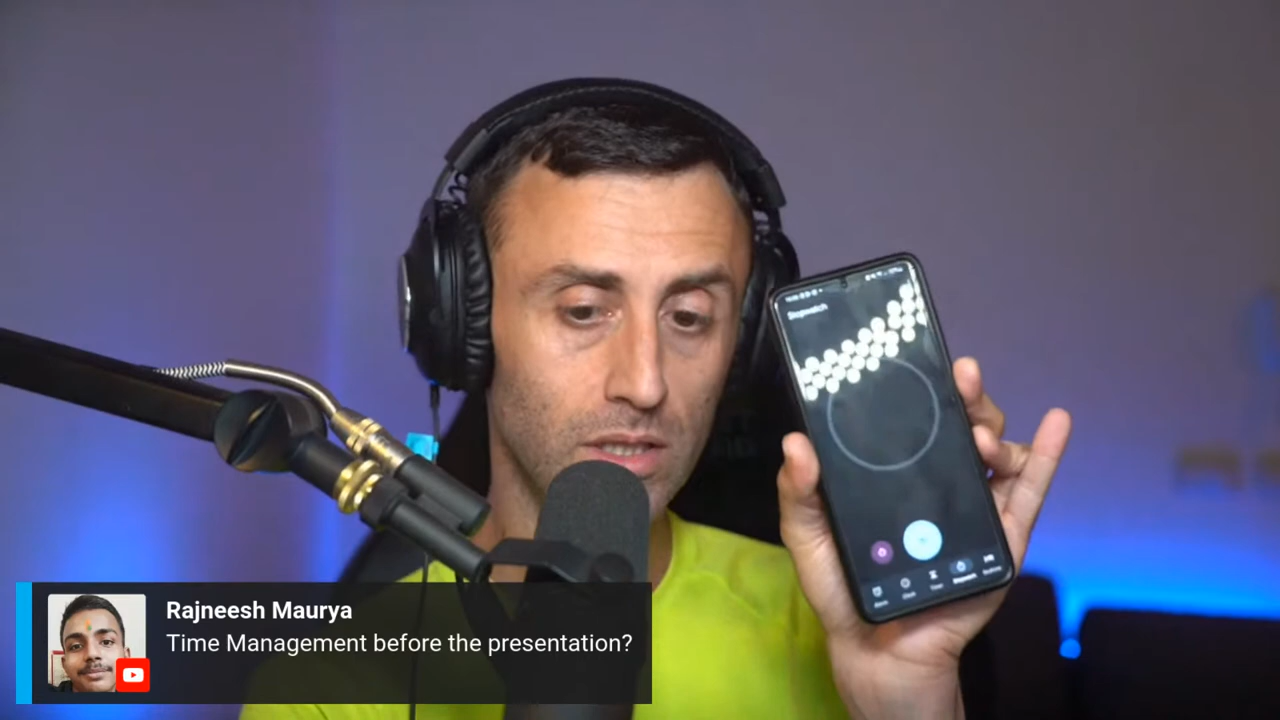 Stopwatch
Rajneesh Maurya
Time Management before the presentation?